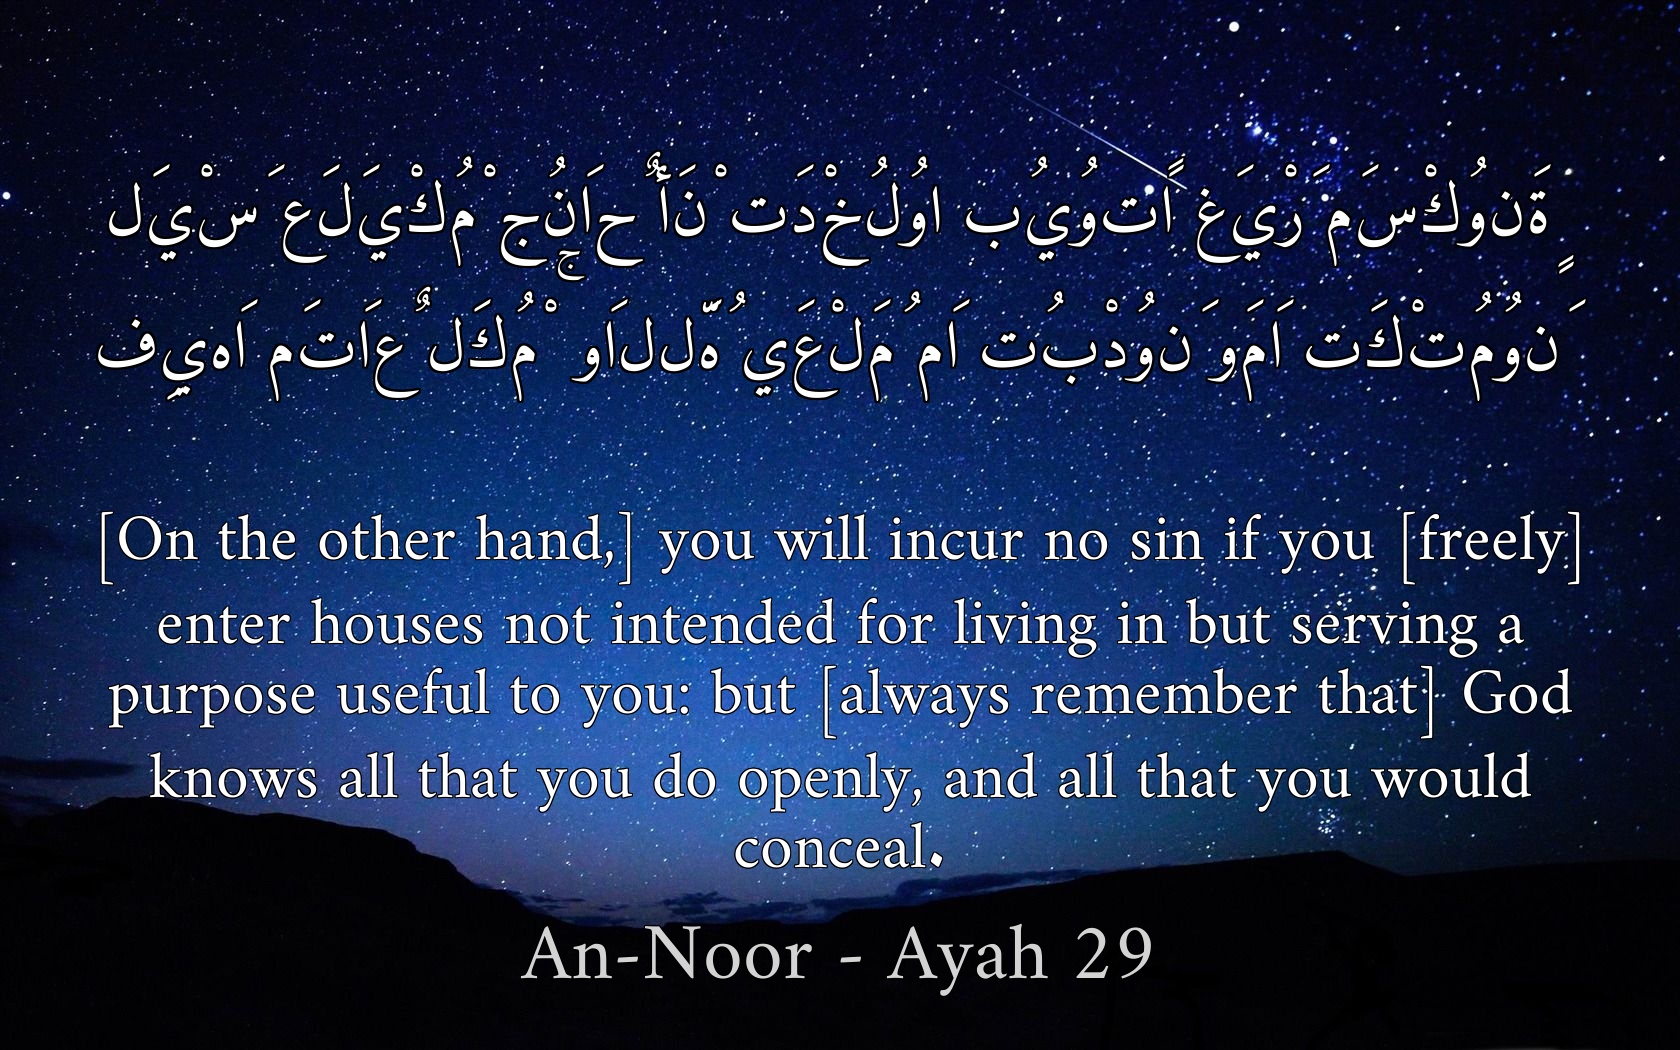 لَيْسَ عَلَيْكُمْ جُنَاحٌ أَنْ تَدْخُلُوا بُيُوتًا غَيْرَ مَسْكُونَةٍ
فِيهَا مَتَاعٌ لَكُمْ ۚ وَاللَّهُ يَعْلَمُ مَا تُبْدُونَ وَمَا تَكْتُمُونَ
[On the other hand,] you will incur no sin if you [freely]
enter houses not intended for living in but serving a
purpose useful to you: but [always remember that] God
knows all that you do openly, and all that you would
conceal.
An-Noor - Ayah 29